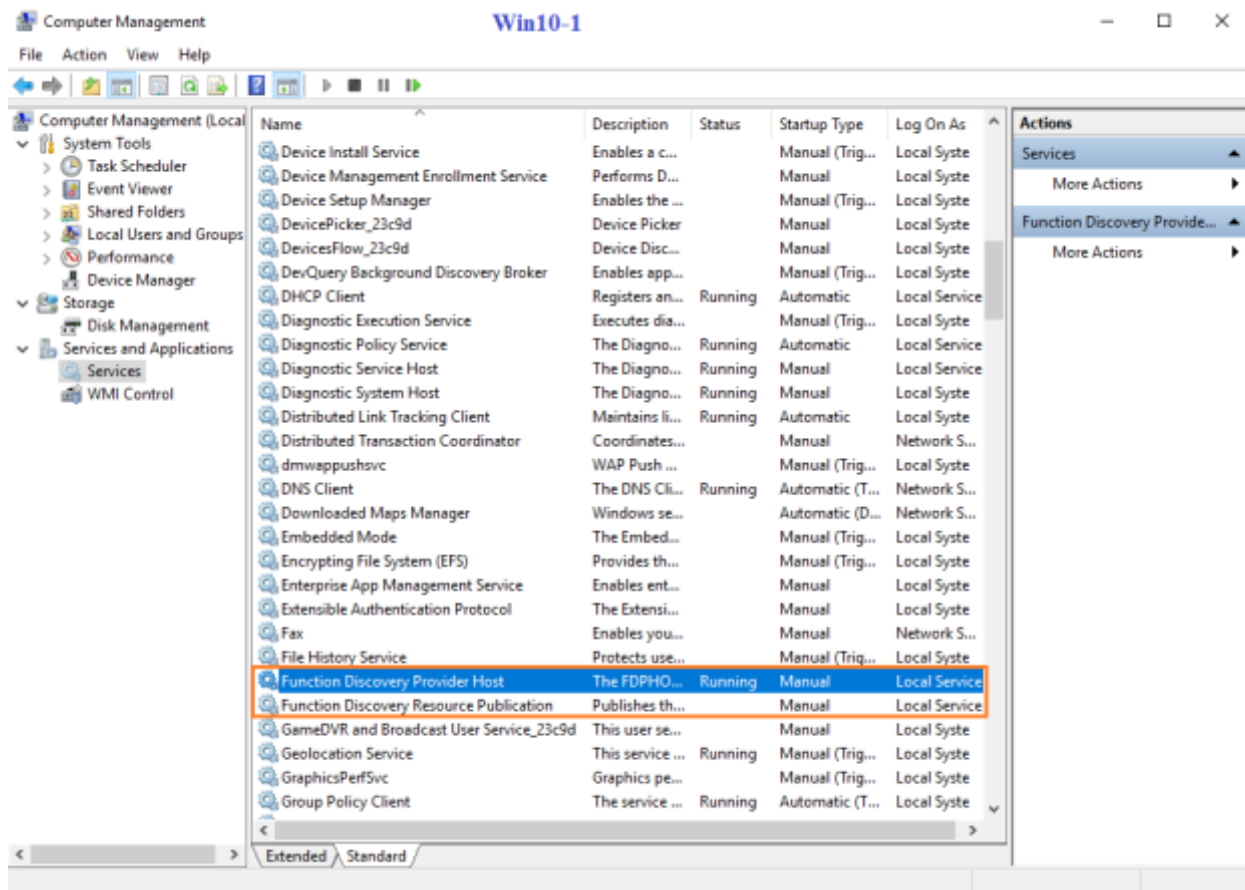 Computer Management Win10-1
File Action View Help
Computer Management (Local
System Tools
Task Scheduler
Event Viewer
Shared Folders
Local Users and Groups
Performance
Device Manager
Storage
Disk Management
Services and Applications
Services
WMI Control
Name Description Status Startup Type Log On As
Device Install Service Enables a c... Manual (Trig... Local Syste
Device Management Enrollment Service Performs D... Manual Local Syste
Device Setup Manager Enables the ... Manual (Trig... Local Syste
DevicePicker_23c9d Device Picker Manual Local Syste
DevicesFlow_23c9d Device Disc... Manual Local Syste
DevQuery Background Discovery Broker Enables app... Manual (Trig... Local Syste
DHCP Client Registers an... Running Automatic Local Service
Diagnostic Execution Service Executes dia... Manual (Trig... Local Syste
Diagnostic Policy Service The Diagno... Running Automatic Local Service
Diagnostic Service Host The Diagno... Running Manual Local Service
Diagnostic System Host The Diagno... Running Manual Local Syste
Distributed Link Tracking Client Maintains li... Running Automatic Local Syste
Distributed Transaction Coordinator Coordinates... Manual Network S...
dmwappushsvc WAP Push ... Manual (Trig... Local Syste
DNS Client The DNS Cli... Running Automatic (T... Network S...
Downloaded Maps Manager Windows se... Automatic (D... Network S...
Embedded Mode The Embed... Manual (Trig... Local Syste
Encrypting File System (EFS) Provides th... Manual (Trig... Local Syste
Enterprise App Management Service Enables ent... Manual Local Syste
Extensible Authentication Protocol The Extensi... Manual Local Syste
Fax Enables you... Manual Network S...
File History Service Protects use... Manual (Trig... Local Syste
Function Discovery Provider Host The FDPHO... Running Manual Local Service
Function Discovery Resource Publication Publishes th... Manual Local Service
GameDVR and Broadcast User Service_23c9d This user se... Manual Local Syste
Geolocation Service This service ... Running Manual (Trig... Local Syste
GraphicsPerfSvc Graphics pe... Manual (Trig... Local Syste
Group Policy Client The service ... Running Automatic (T... Local Syste
Extended Standard
Actions
Services
More Actions
Function Discovery Provide...
More Actions